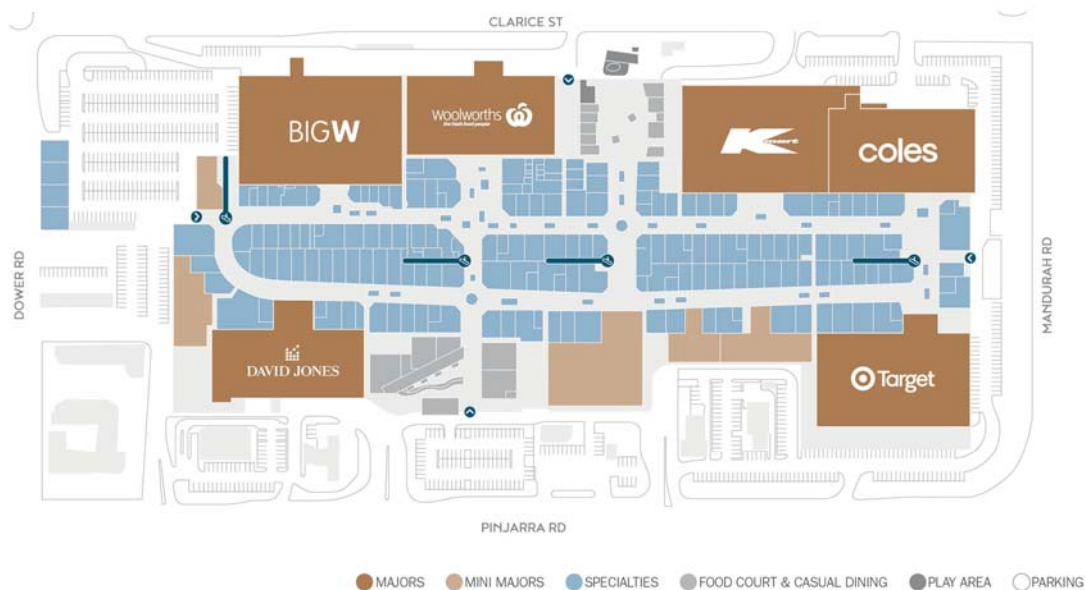 CLARICE ST
BIGW
Woolworths
the fresh food people
Kmart
coles
DOWER RD
MANDURAH RD
DAVID JONES
Target
PINJARRA RD
MAJORS
MINI MAJORS
SPECIALTIES
FOOD COURT & CASUAL DINING
PLAY AREA
PARKING